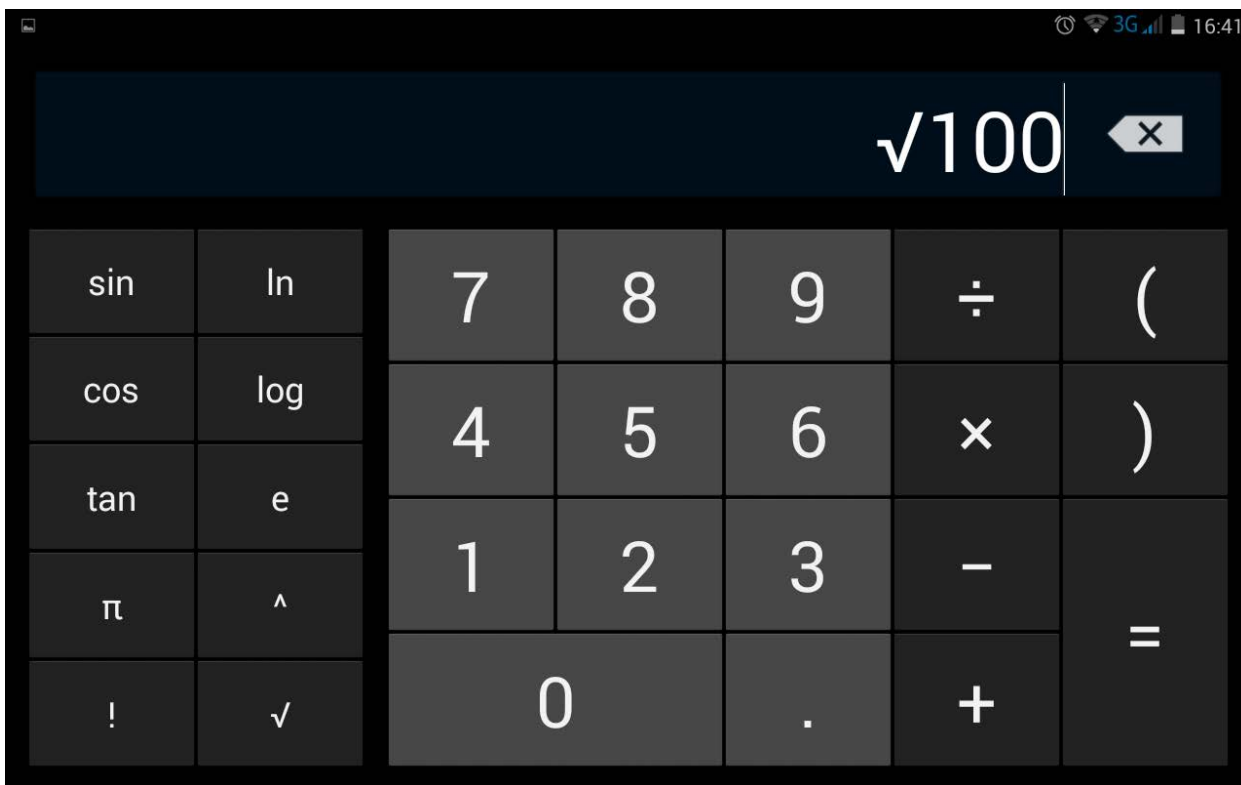 3G 16:41
√100
sin ln 7 8 9 ÷ (
cos log 4 5 6 × )
tan e 1 2 3 −
π ^ =
! √ 0 . +